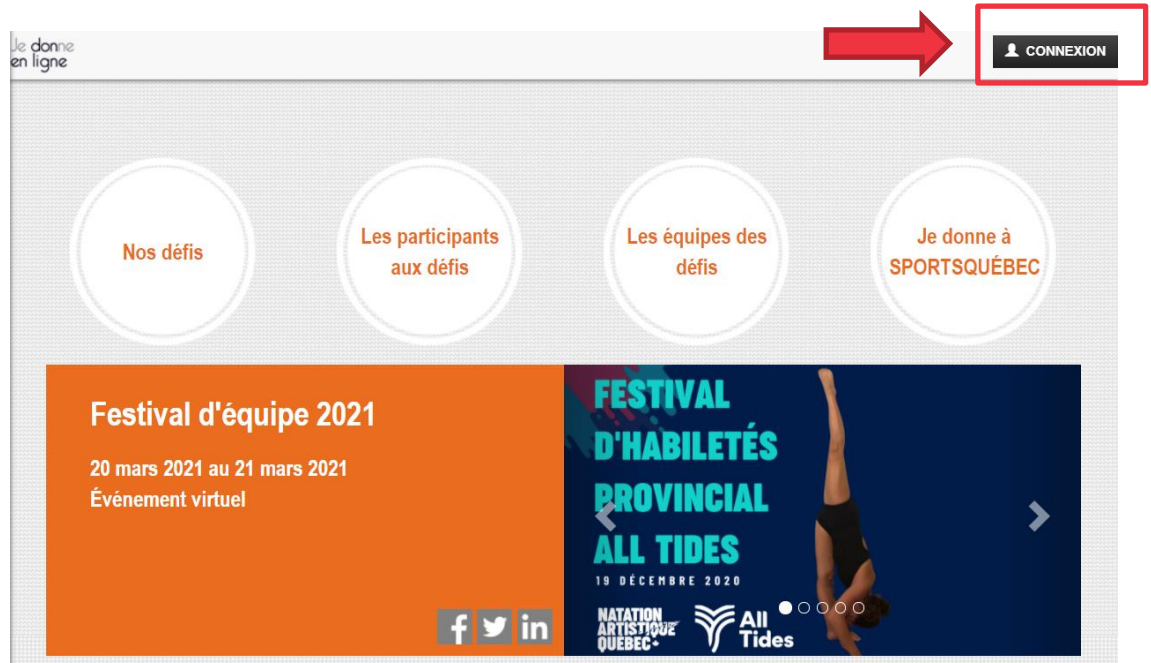 Je donne
en ligne
CONNEXION
Nos défis
Les participants
aux défis
Les équipes des
défis
Je donne à
SPORTSQUÉBEC
Festival d'équipe 2021
20 mars 2021 au 21 mars 2021
Événement virtuel
f in
FESTIVAL
D'HABILETÉS
PROVINCIAL
ALL TIDES
19 DÉCEMBRE 2020
NATATION
ARTISTIQUE
QUÉBEC
All
Tides